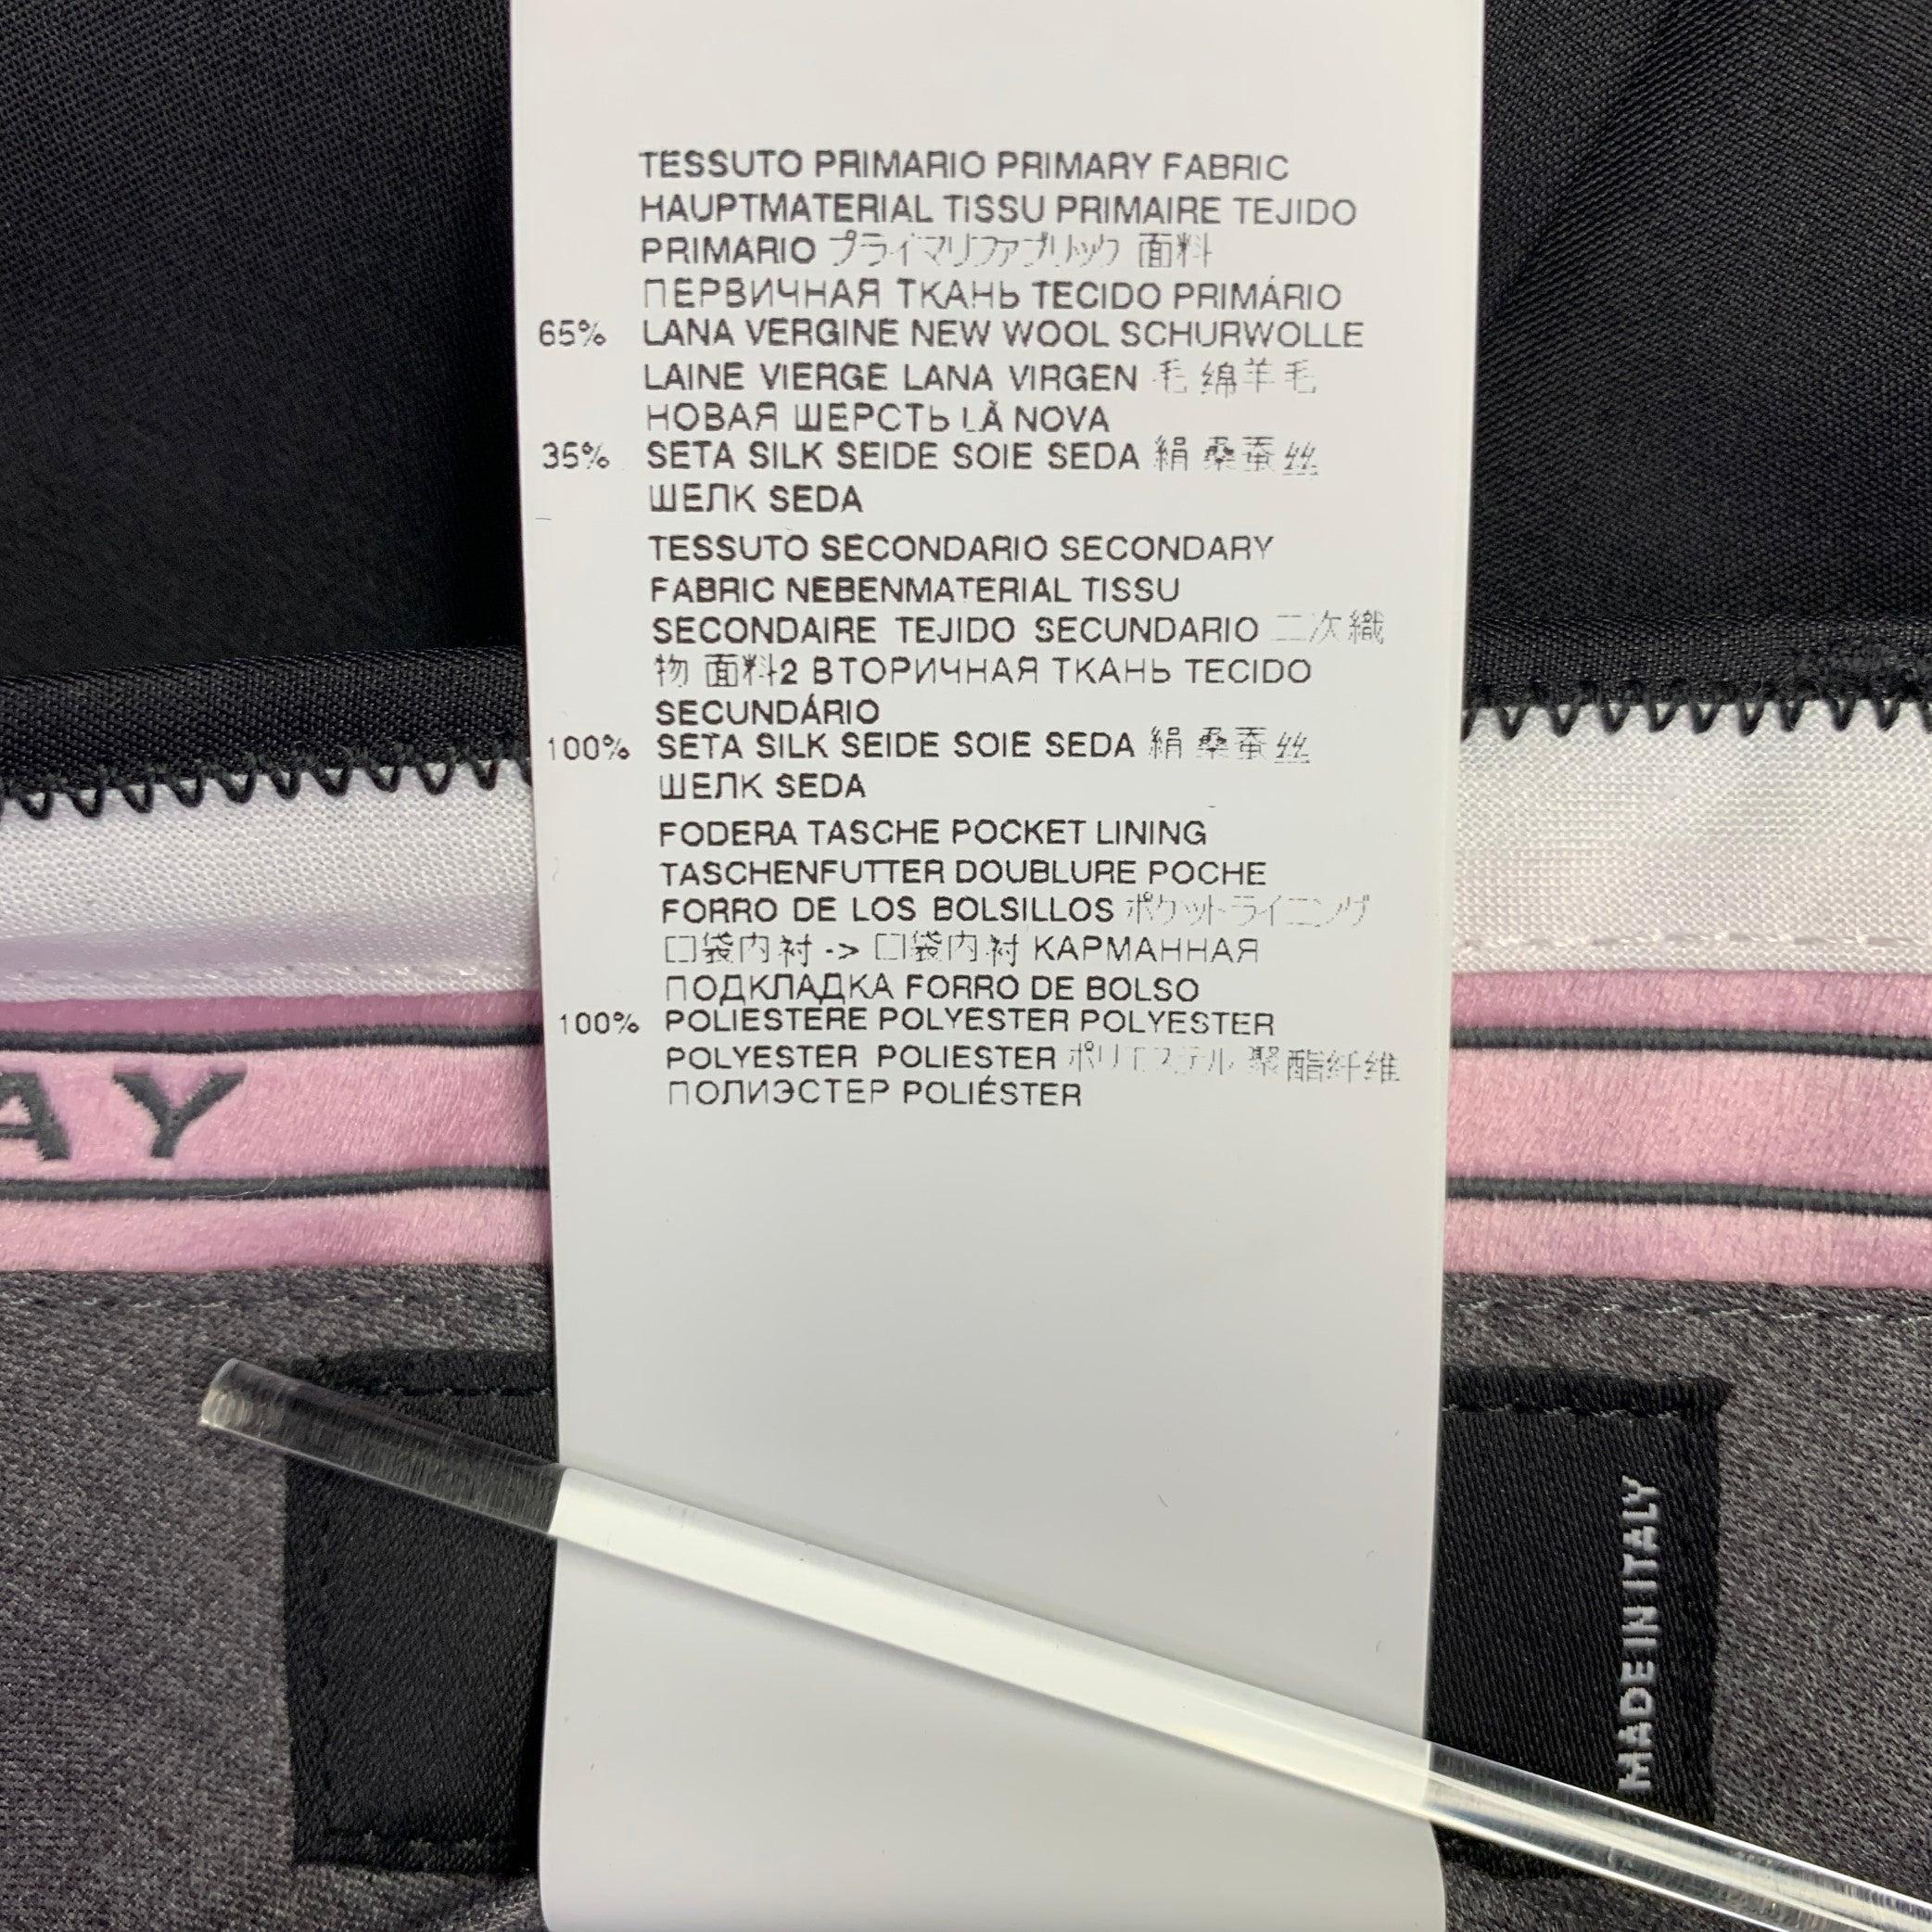 TESSUTO PRIMARIO PRIMARY FABRIC
HAUPTMATERIAL TISSU PRIMAIRE TEJIDO
PRIMARIO プライマリファブリック 面料
ПЕРВИЧНАЯ ТКАНЬ TECIDO PRIMÁRIO
65% LANA VERGINE NEW WOOL SCHURWOLLE
LAINE VIERGE LANA VIRGEN 毛 绵羊毛
НОВАЯ ШЕРСТЬ LÃ NOVA
35% SETA SILK SEIDE SOIE SEDA 絹 桑蚕丝
ШЕЛК SEDA
TESSUTO SECONDARIO SECONDARY
FABRIC NEBENMATERIAL TISSU
SECONDAIRE TEJIDO SECUNDARIO 二次織
物 面料2 ВТОРИЧНАЯ ТКАНЬ TECIDO
SECUNDÁRIO
100% SETA SILK SEIDE SOIE SEDA 絹 桑蚕丝
ШЕЛК SEDA
FODERA TASCHE POCKET LINING
TASCHENFUTTER DOUBLURE POCHE
FORRO DE LOS BOLSILLOS ポケットライニング
口袋内衬 -> 口袋内衬 КАРМАННАЯ
ПОДКЛАДКА FORRO DE BOLSO
100% POLIESTERE POLYESTER POLYESTER
POLYESTER POLIESTER ポリエステル 聚酯纤维
ПОЛИЭСТЕР POLIÉSTER
AY
MADE IN ITALY